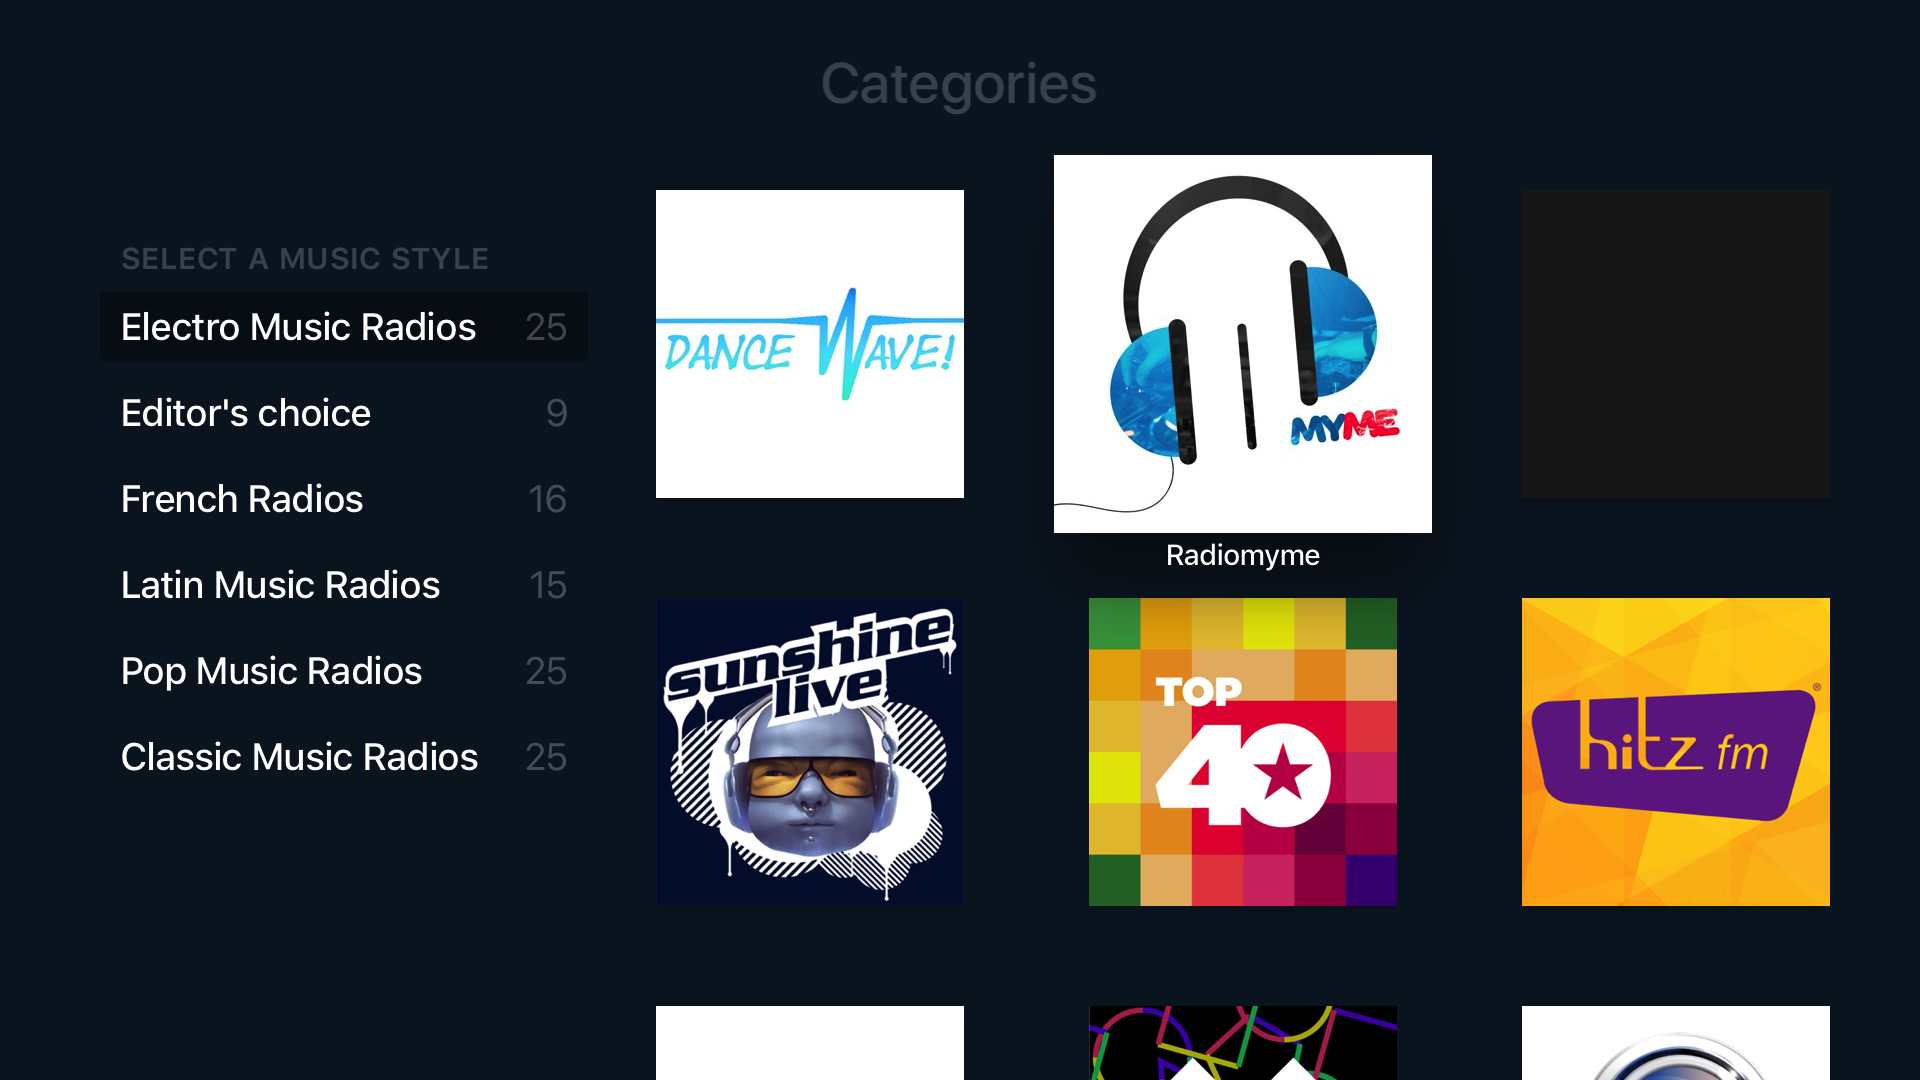 Categories
SELECT A MUSIC STYLE
Electro Music Radios 25
Editor's choice 9
French Radios 16
Latin Music Radios 15
Pop Music Radios 25
Classic Music Radios 25
DANCE WAVE!
MYME
Radiomyme
sunshine
live
TOP
40
hitz fm ®